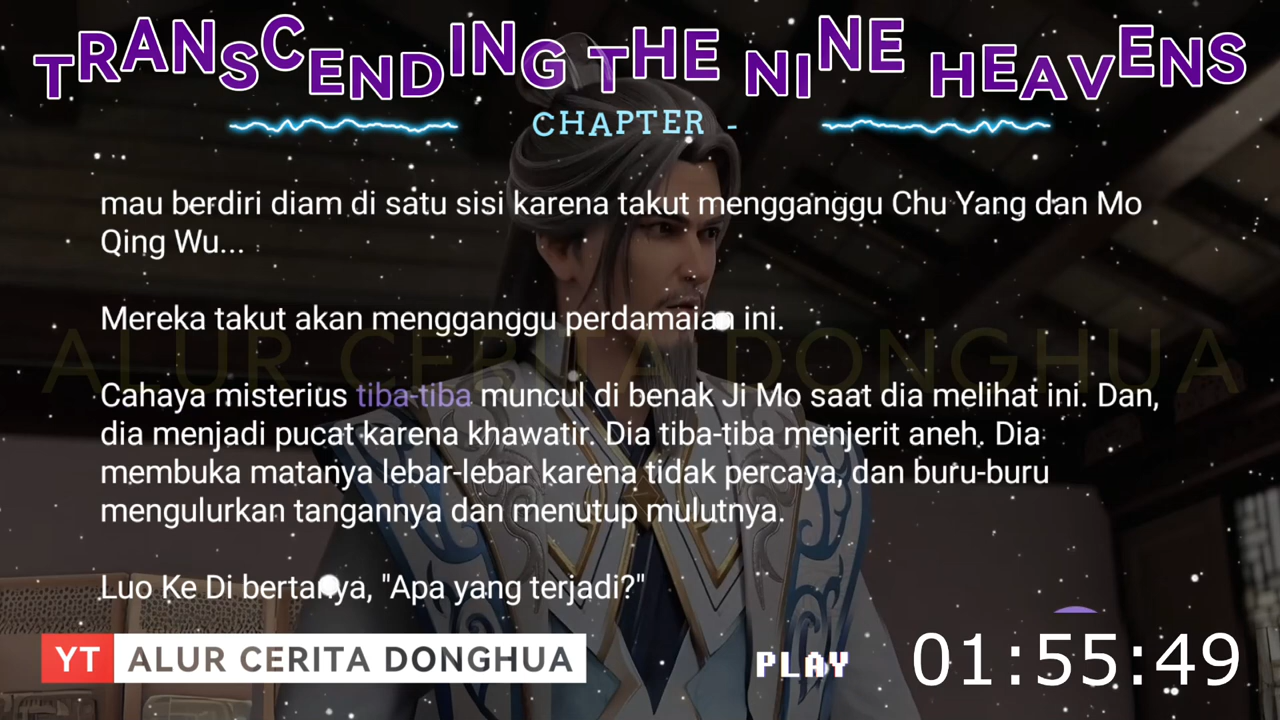 TRANSCENDING THE NINE HEAVENS
CHAPTER -
mau berdiri diam di satu sisi karena takut mengganggu Chu Yang dan Mo
Qing Wu...
Mereka takut akan mengganggu perdamaian ini.
ALUR CERITA DONGHUA
Cahaya misterius tiba-tiba muncul di benak Ji Mo saat dia melihat ini. Dan,
dia menjadi pucat karena khawatir. Dia tiba-tiba menjerit aneh. Dia
membuka matanya lebar-lebar karena tidak percaya, dan buru-buru
mengulurkan tangannya dan menutup mulutnya.
Luo Ke Di bertanya, "Apa yang terjadi?"
YT ALUR CERITA DONGHUA
PLAY
01:55:49